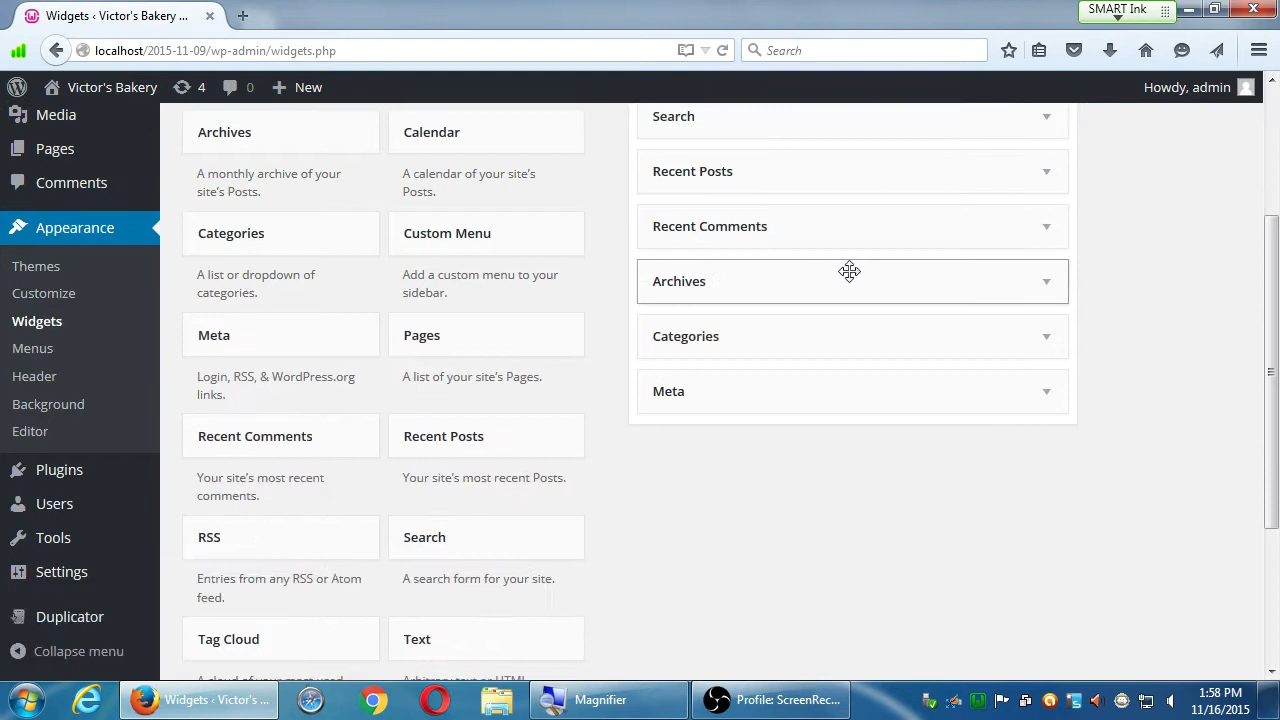 Widgets ‹ Victor's Bakery ...
SMART Ink
localhost/2015-11-09/wp-admin/widgets.php
Search
Victor's Bakery
4
0
New
Howdy, admin
Media
Pages
Comments
Appearance
Themes
Customize
Widgets
Menus
Header
Background
Editor
Plugins
Users
Tools
Settings
Duplicator
Collapse menu
Archives
A monthly archive of your
site's Posts.
Calendar
A calendar of your site's
Posts.
Categories
A list or dropdown of
categories.
Custom Menu
Add a custom menu to your
sidebar.
Meta
Login, RSS, & WordPress.org
links.
Pages
A list of your site's Pages.
Recent Comments
Your site's most recent
comments.
Recent Posts
Your site's most recent Posts.
RSS
Entries from any RSS or Atom
feed.
Search
A search form for your site.
Tag Cloud
Text
Search
Recent Posts
Recent Comments
Archives
Categories
Meta
Widgets ‹ Victor's ...
Magnifier
Profile: ScreenRec...
1:58 PM
11/16/2015